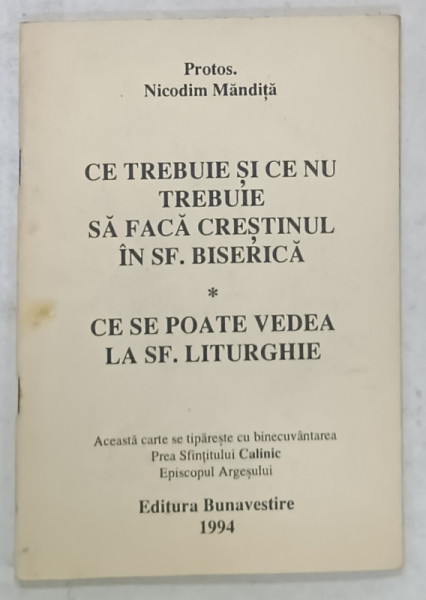 Protos.
Nicodim Măndiță
CE TREBUIE ȘI CE NU
TREBUIE
SĂ FACĂ CREȘTINUL
ÎN SF. BISERICĂ
*
CE SE POATE VEDEA
LA SF. LITURGHIE
Această carte se tipărește cu binecuvântarea
Prea Sfințitului Calinic
Episcopul Argeșului
Editura Bunavestire
1994